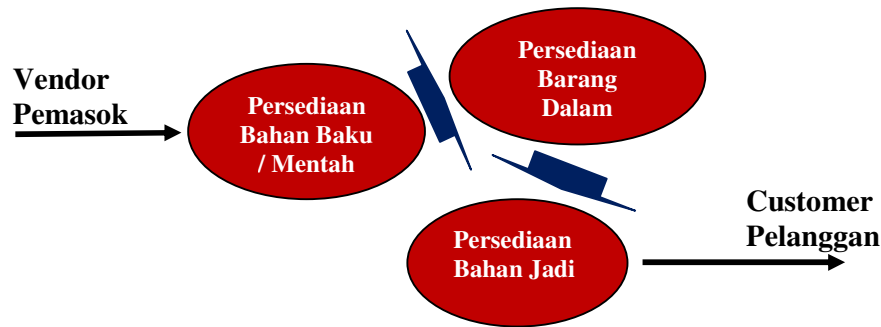 Vendor
Pemasok
Persediaan
Bahan Baku
/ Mentah
Persediaan
Barang
Dalam
Persediaan
Bahan Jadi
Customer
Pelanggan